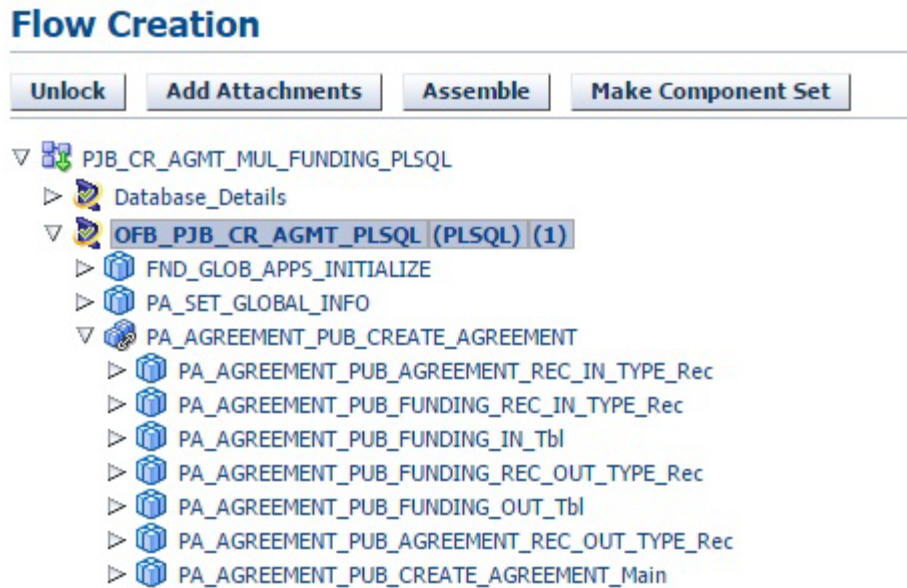 Flow Creation
Unlock Add Attachments Assemble Make Component Set
PJB_CR_AGMT_MUL_FUNDING_PLSQL
Database_Details
OFB_PJB_CR_AGMT_PLSQL (PLSQL) (1)
FND_GLOB_APPS_INITIALIZE
PA_SET_GLOBAL_INFO
PA_AGREEMENT_PUB_CREATE_AGREEMENT
PA_AGREEMENT_PUB_AGREEMENT_REC_IN_TYPE_Rec
PA_AGREEMENT_PUB_FUNDING_REC_IN_TYPE_Rec
PA_AGREEMENT_PUB_FUNDING_IN_Tbl
PA_AGREEMENT_PUB_FUNDING_REC_OUT_TYPE_Rec
PA_AGREEMENT_PUB_FUNDING_OUT_Tbl
PA_AGREEMENT_PUB_AGREEMENT_REC_OUT_TYPE_Rec
PA_AGREEMENT_PUB_CREATE_AGREEMENT_Main